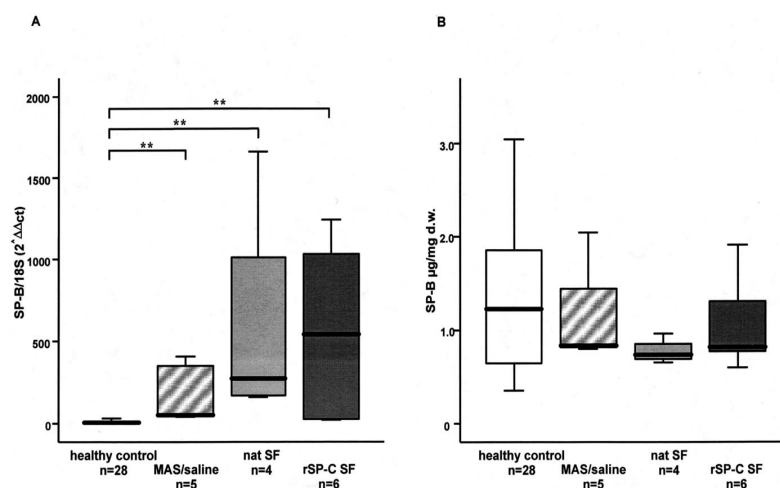 A
B
2000
1500
1000
500
0
SP-B/18S (2^ΔΔct)
**
**
**
healthy control
n=28
MAS/saline
n=5
nat SF
n=4
rSP-C SF
n=6
3.0
2.0
1.0
0.0
SP-B µg/mg d.w.
healthy control
n=28
MAS/saline
n=5
nat SF
n=4
rSP-C SF
n=6